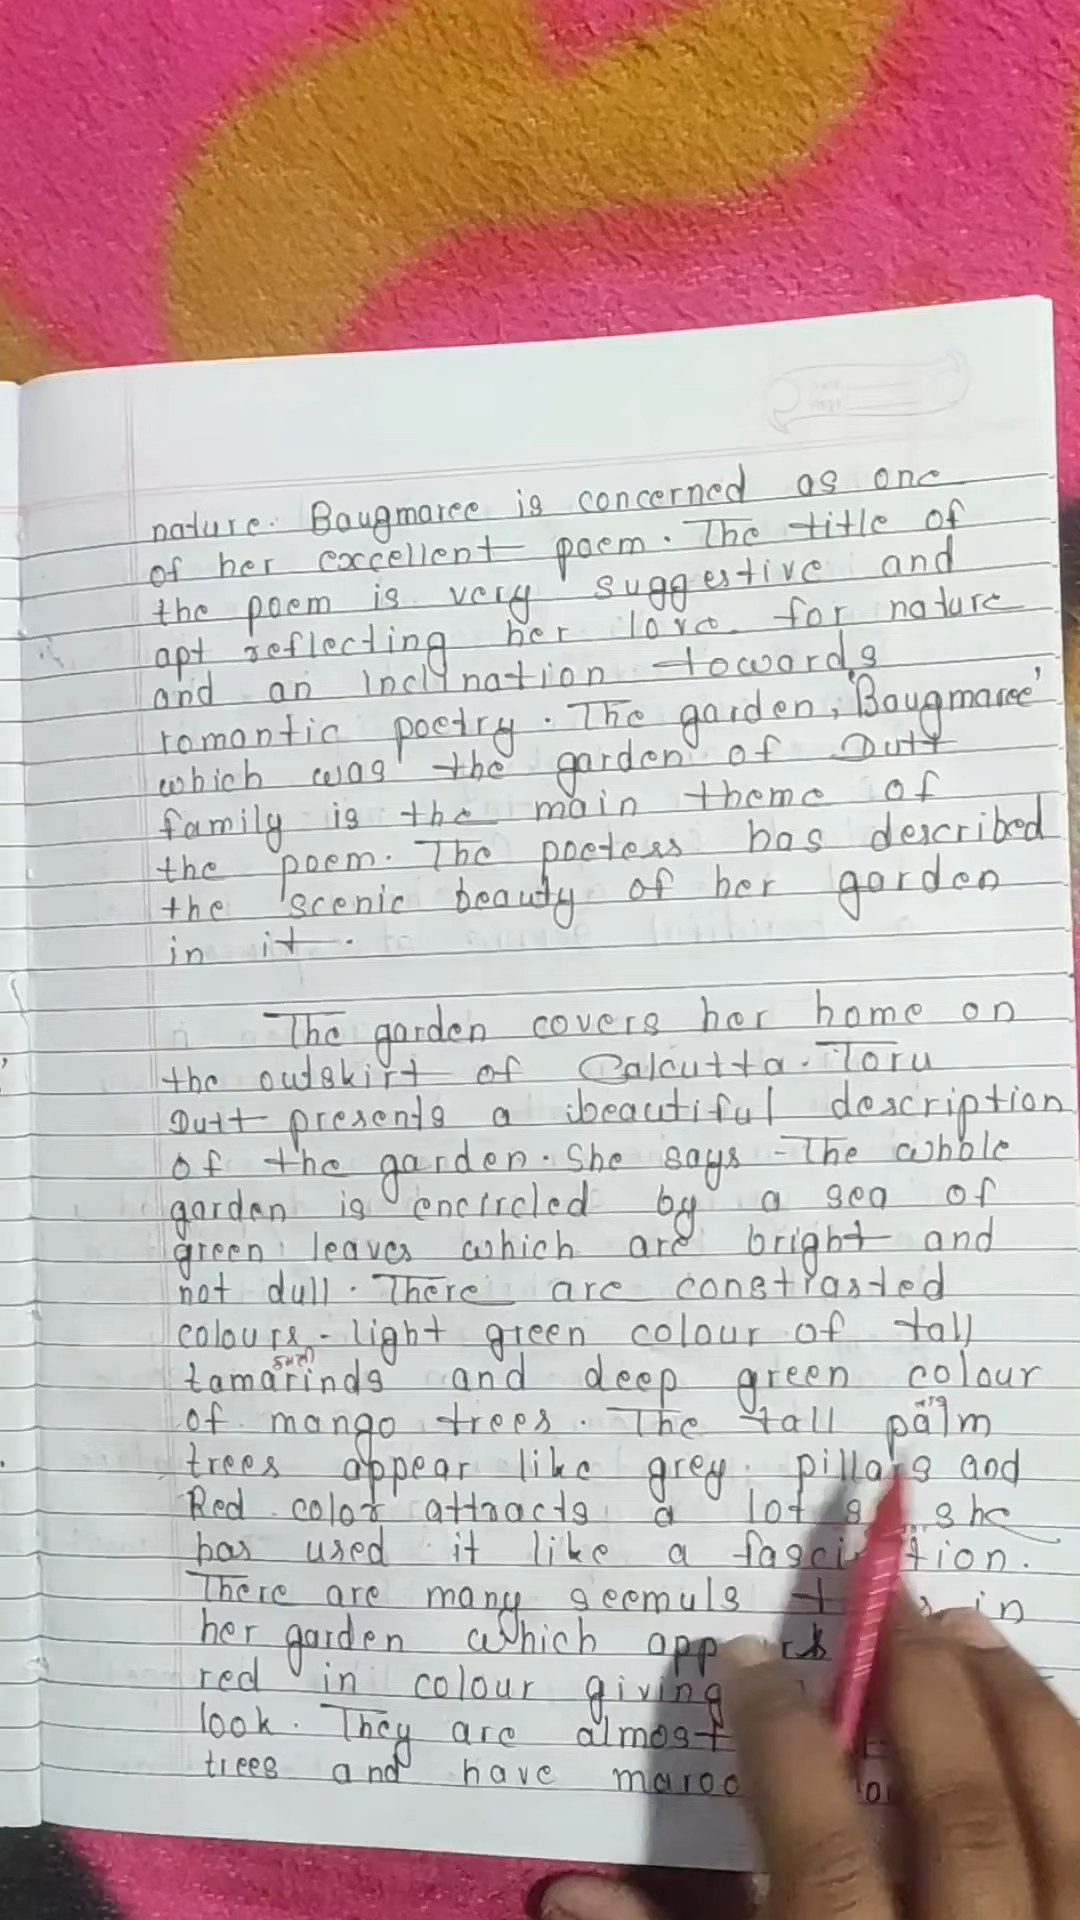 nature. Baugmaree is concerned as one
of her excellent poem. The title of
the poem is very suggestive and
apt reflecting her love for nature
and an Inclination towards
romantic poetry. The garden, 'Baugmaree'
which was the garden of Dutt
family is the main theme of
the poem. The poetess has described
the scenic beauty of her garden
in it.
The garden covers her home on
the outskirt of Calcutta. Toru
Dutt presents a beautiful description
of the garden. She says - The whole
garden is encircled by a sea of
green leaves which are bright and
not dull. There are constrasted
colours - light green colour of tall
इमली
tamarinds and deep green colour
of mango trees. The tall palm
trees appear like grey pillars and
Red color attracts a lot she
has used it like a
There are many seemuls in
her garden which
red in colour giving
look. They are almost
trees and have